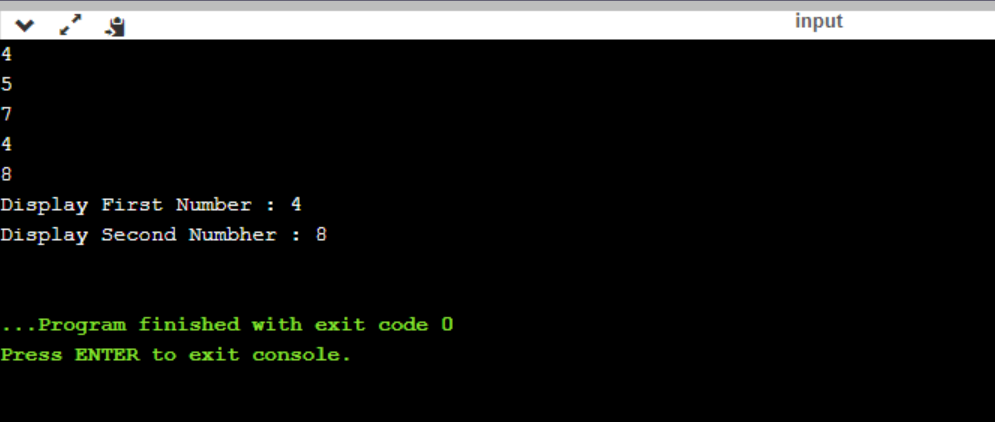 input
4
5
7
4
8
Display First Number : 4
Display Second Numbher : 8
...Program finished with exit code 0
Press ENTER to exit console.